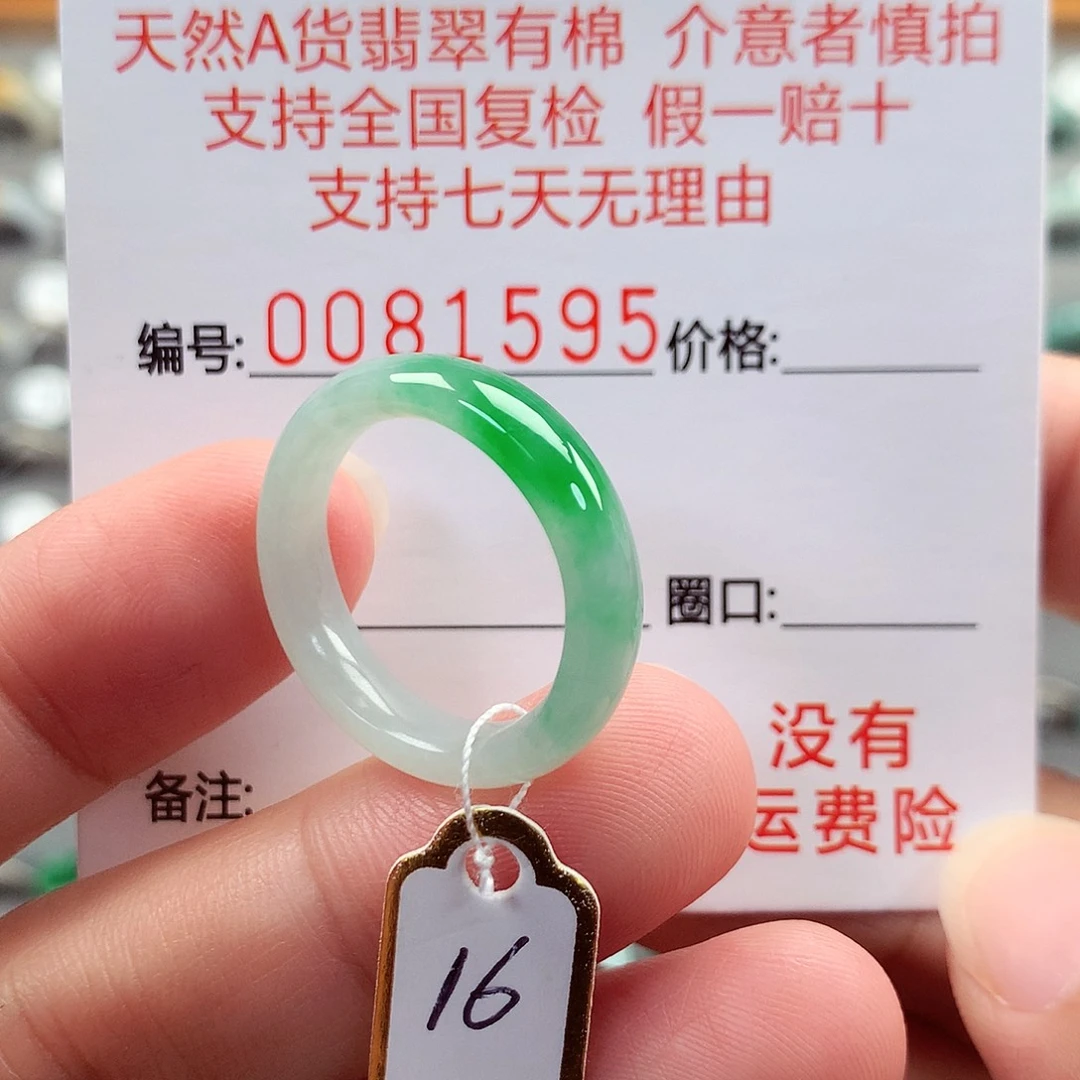 天然A货翡翠有棉 介意者慎拍
支持全国复检 假一赔十
支持七天无理由
编号: 0081595 价格:
圈口:
没有
备注:
运费险
16